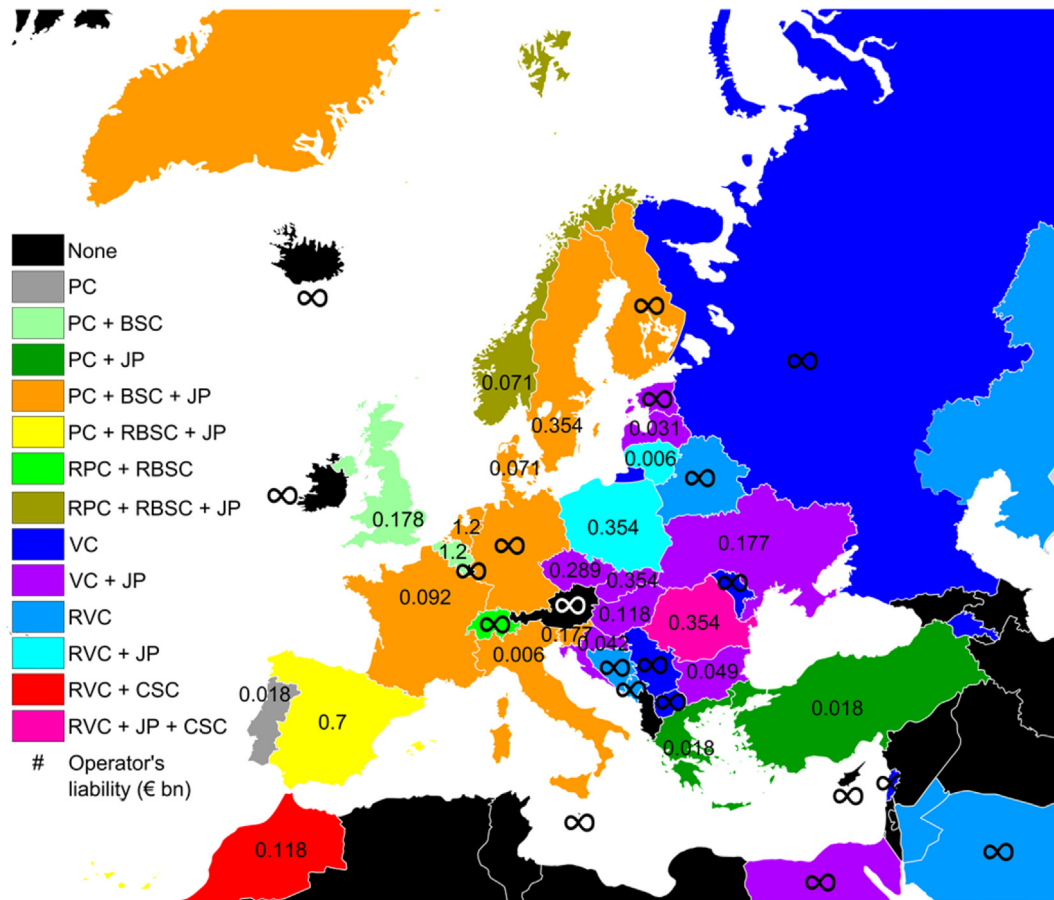 None
PC
PC + BSC
PC + JP
PC + BSC + JP
PC + RBSC + JP
RPC + RBSC
RPC + RBSC + JP
VC
VC + JP
RVC
RVC + JP
RVC + CSC
RVC + JP + CSC
# Operator's
liability (€ bn)
∞
∞
∞
0.071
∞
0.354
0.031
0.071
0.006
∞
∞
0.178
1.2
0.354
1.2
∞
0.177
∞
0.289
0.354
∞
0.092
∞
0.118
∞
0.177
0.354
0.042
0.006
∞
∞
0.049
∞
0.018
∞
0.7
0.018
0.018
∞
∞
∞
0.118
∞
∞